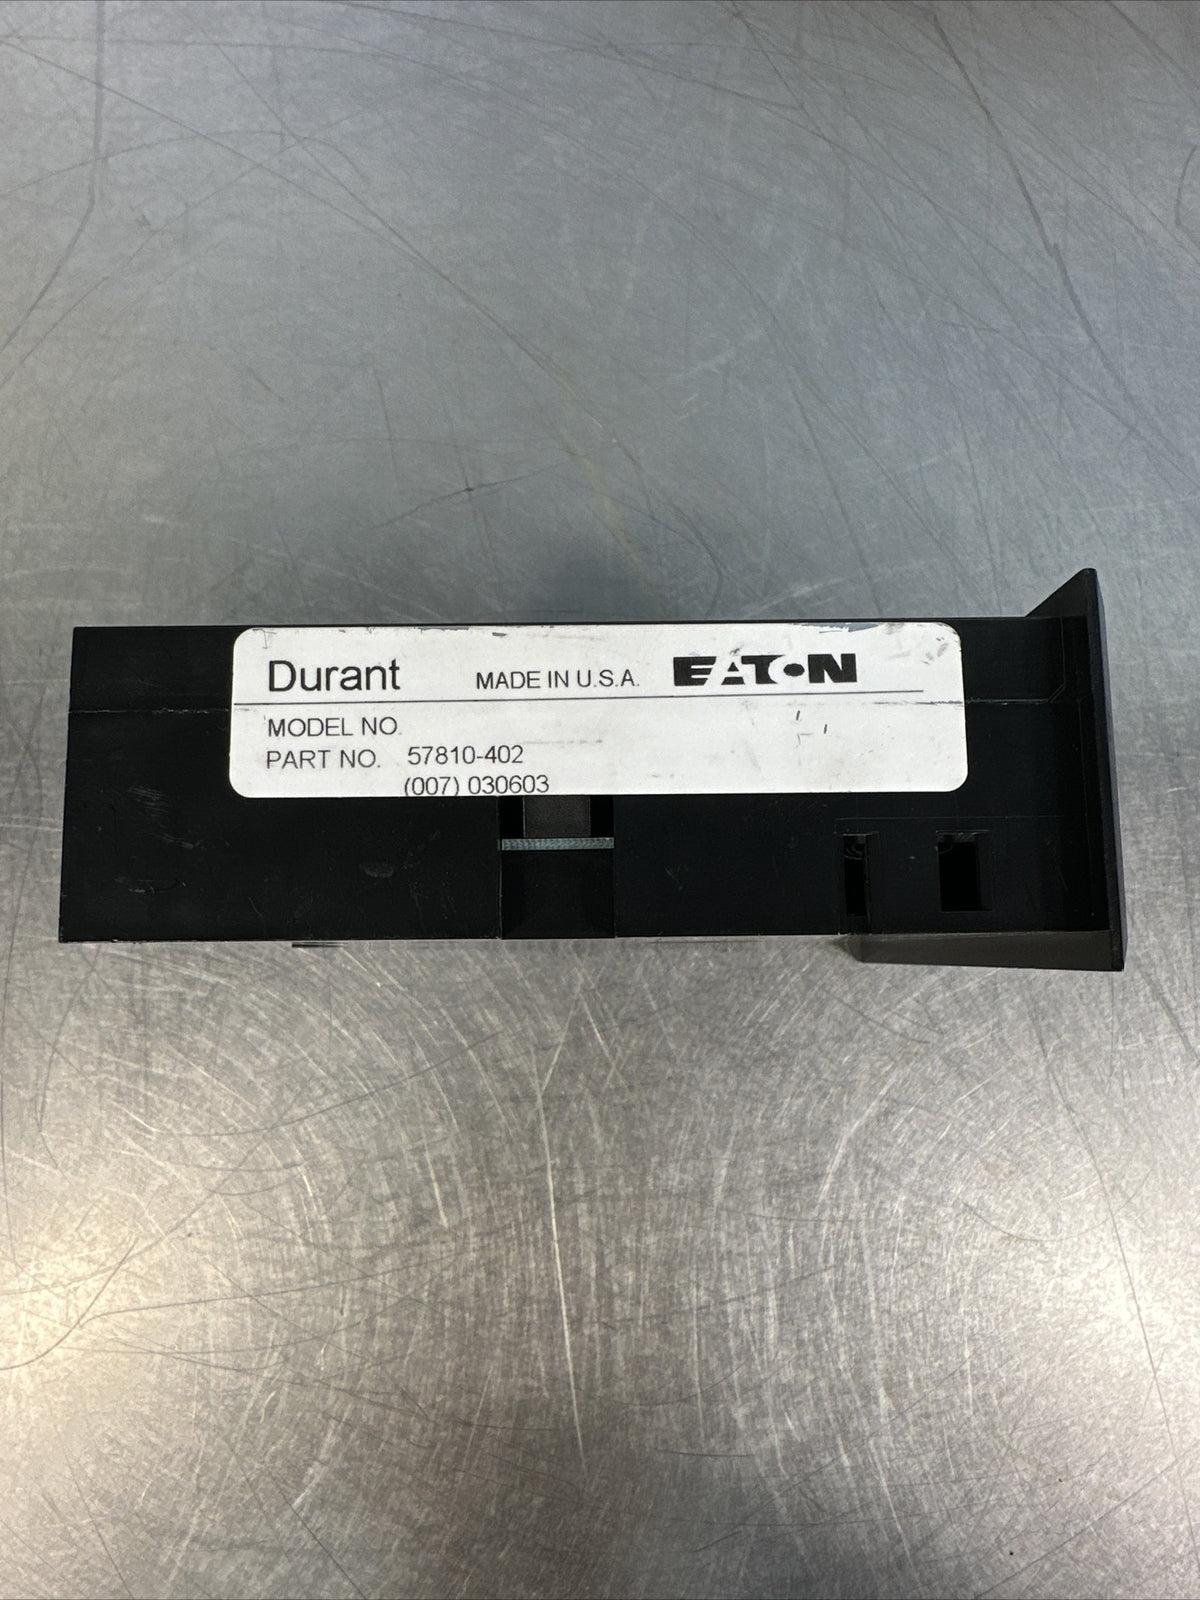 Durant MADE IN U.S.A. EATON
MODEL NO.
PART NO. 57810-402
(007) 030603